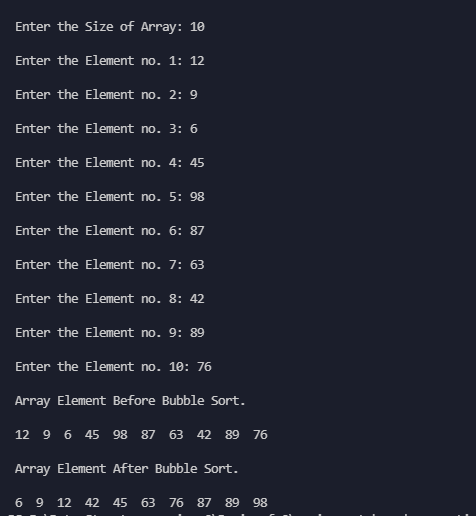 Enter the Size of Array: 10
Enter the Element no. 1: 12
Enter the Element no. 2: 9
Enter the Element no. 3: 6
Enter the Element no. 4: 45
Enter the Element no. 5: 98
Enter the Element no. 6: 87
Enter the Element no. 7: 63
Enter the Element no. 8: 42
Enter the Element no. 9: 89
Enter the Element no. 10: 76
Array Element Before Bubble Sort.
12 9 6 45 98 87 63 42 89 76
Array Element After Bubble Sort.
6 9 12 42 45 63 76 87 89 98